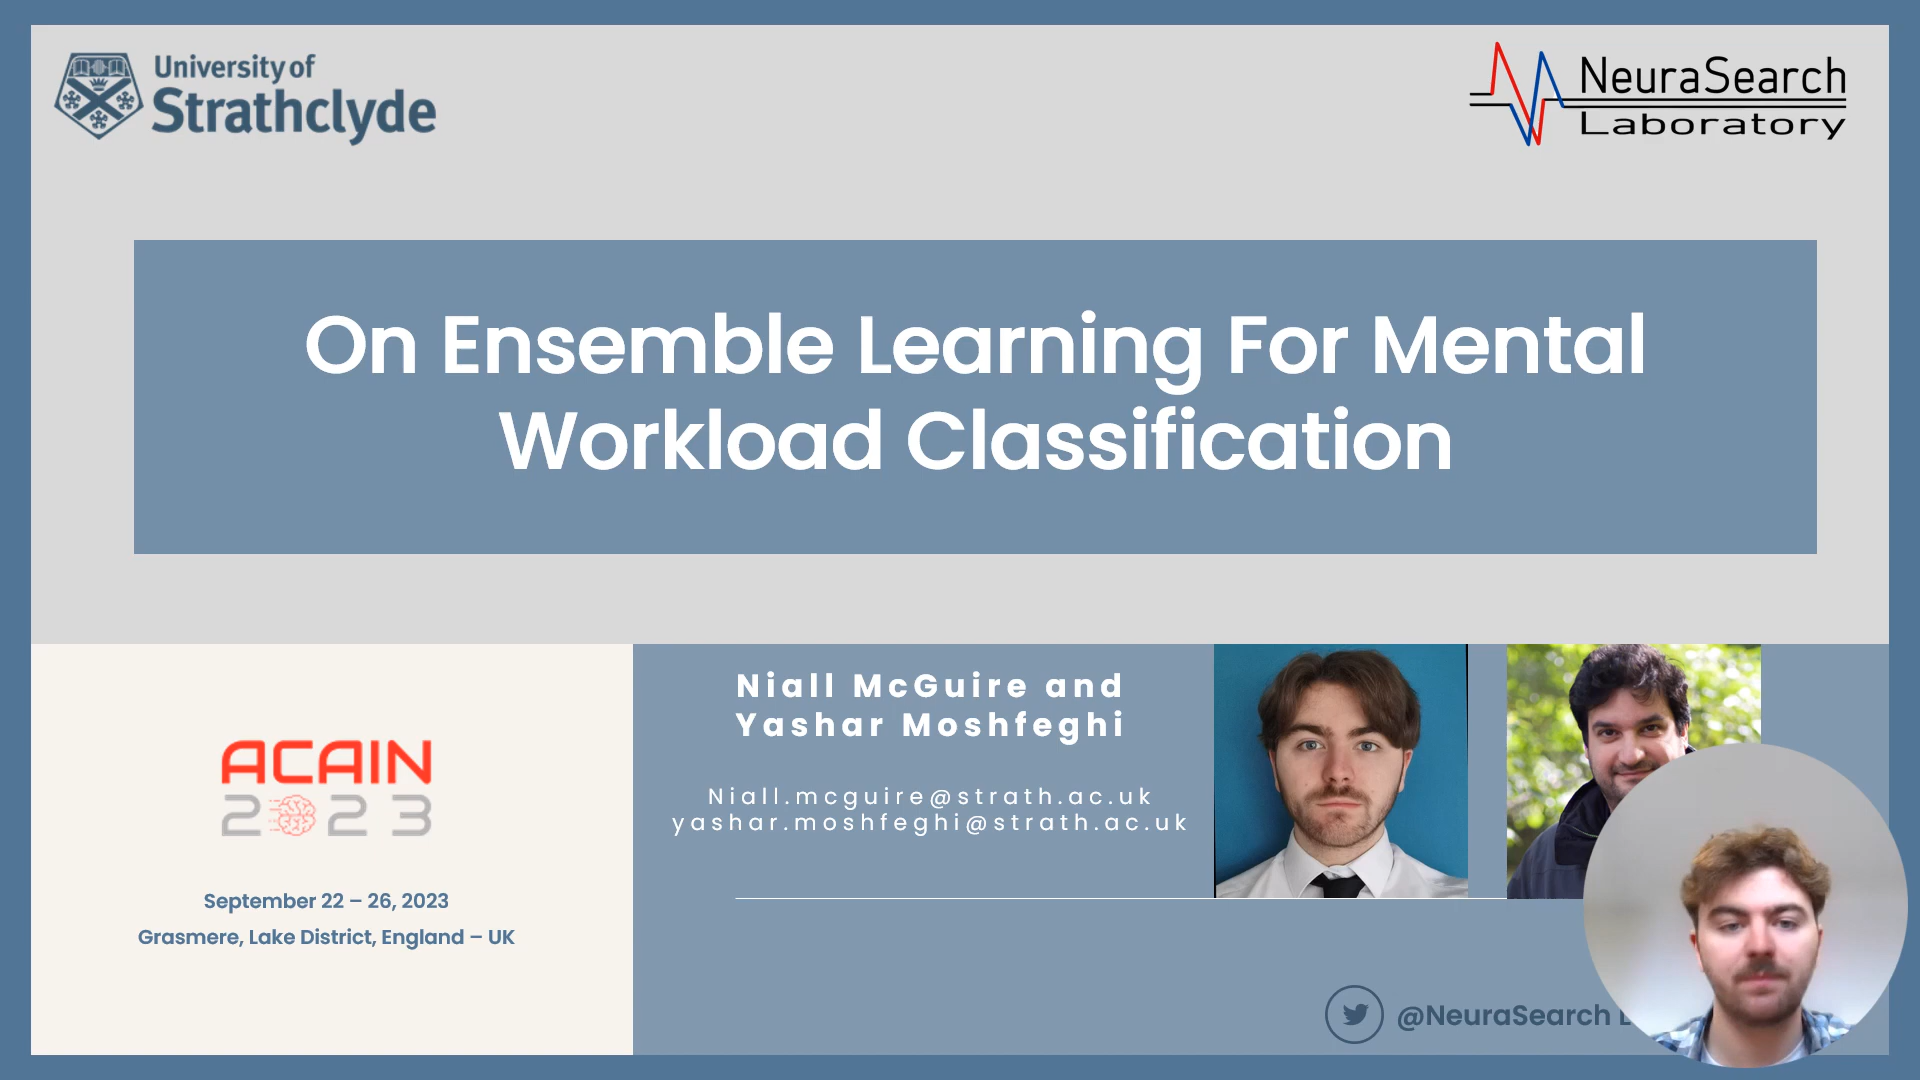 University of
Strathclyde
NeuraSearch
Laboratory
On Ensemble Learning For Mental
Workload Classification
ACAIN
2023
September 22 – 26, 2023
Grasmere, Lake District, England – UK
Niall McGuire and
Yashar Moshfeghi
Niall.mcguire@strath.ac.uk
yashar.moshfeghi@strath.ac.uk
@NeuraSearch